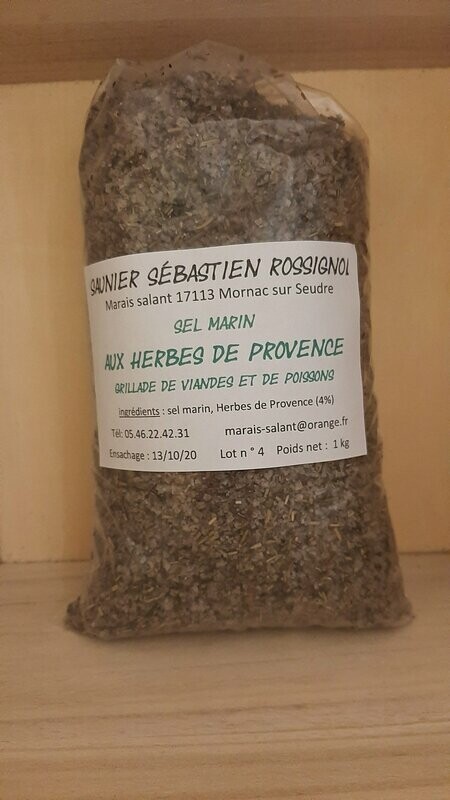 SAUNIER SÉBASTIEN ROSSIGNOL
Marais salant 17113 Mornac sur Seudre
SEL MARIN
AUX HERBES DE PROVENCE
GRILLADE DE VIANDES ET DE POISSONS
ingrédients : sel marin, Herbes de Provence (4%)
Tél: 05.46.22.42.31 marais-salant@orange.fr
Ensachage : 13/10/20 Lot n ° 4 Poids net : 1 kg